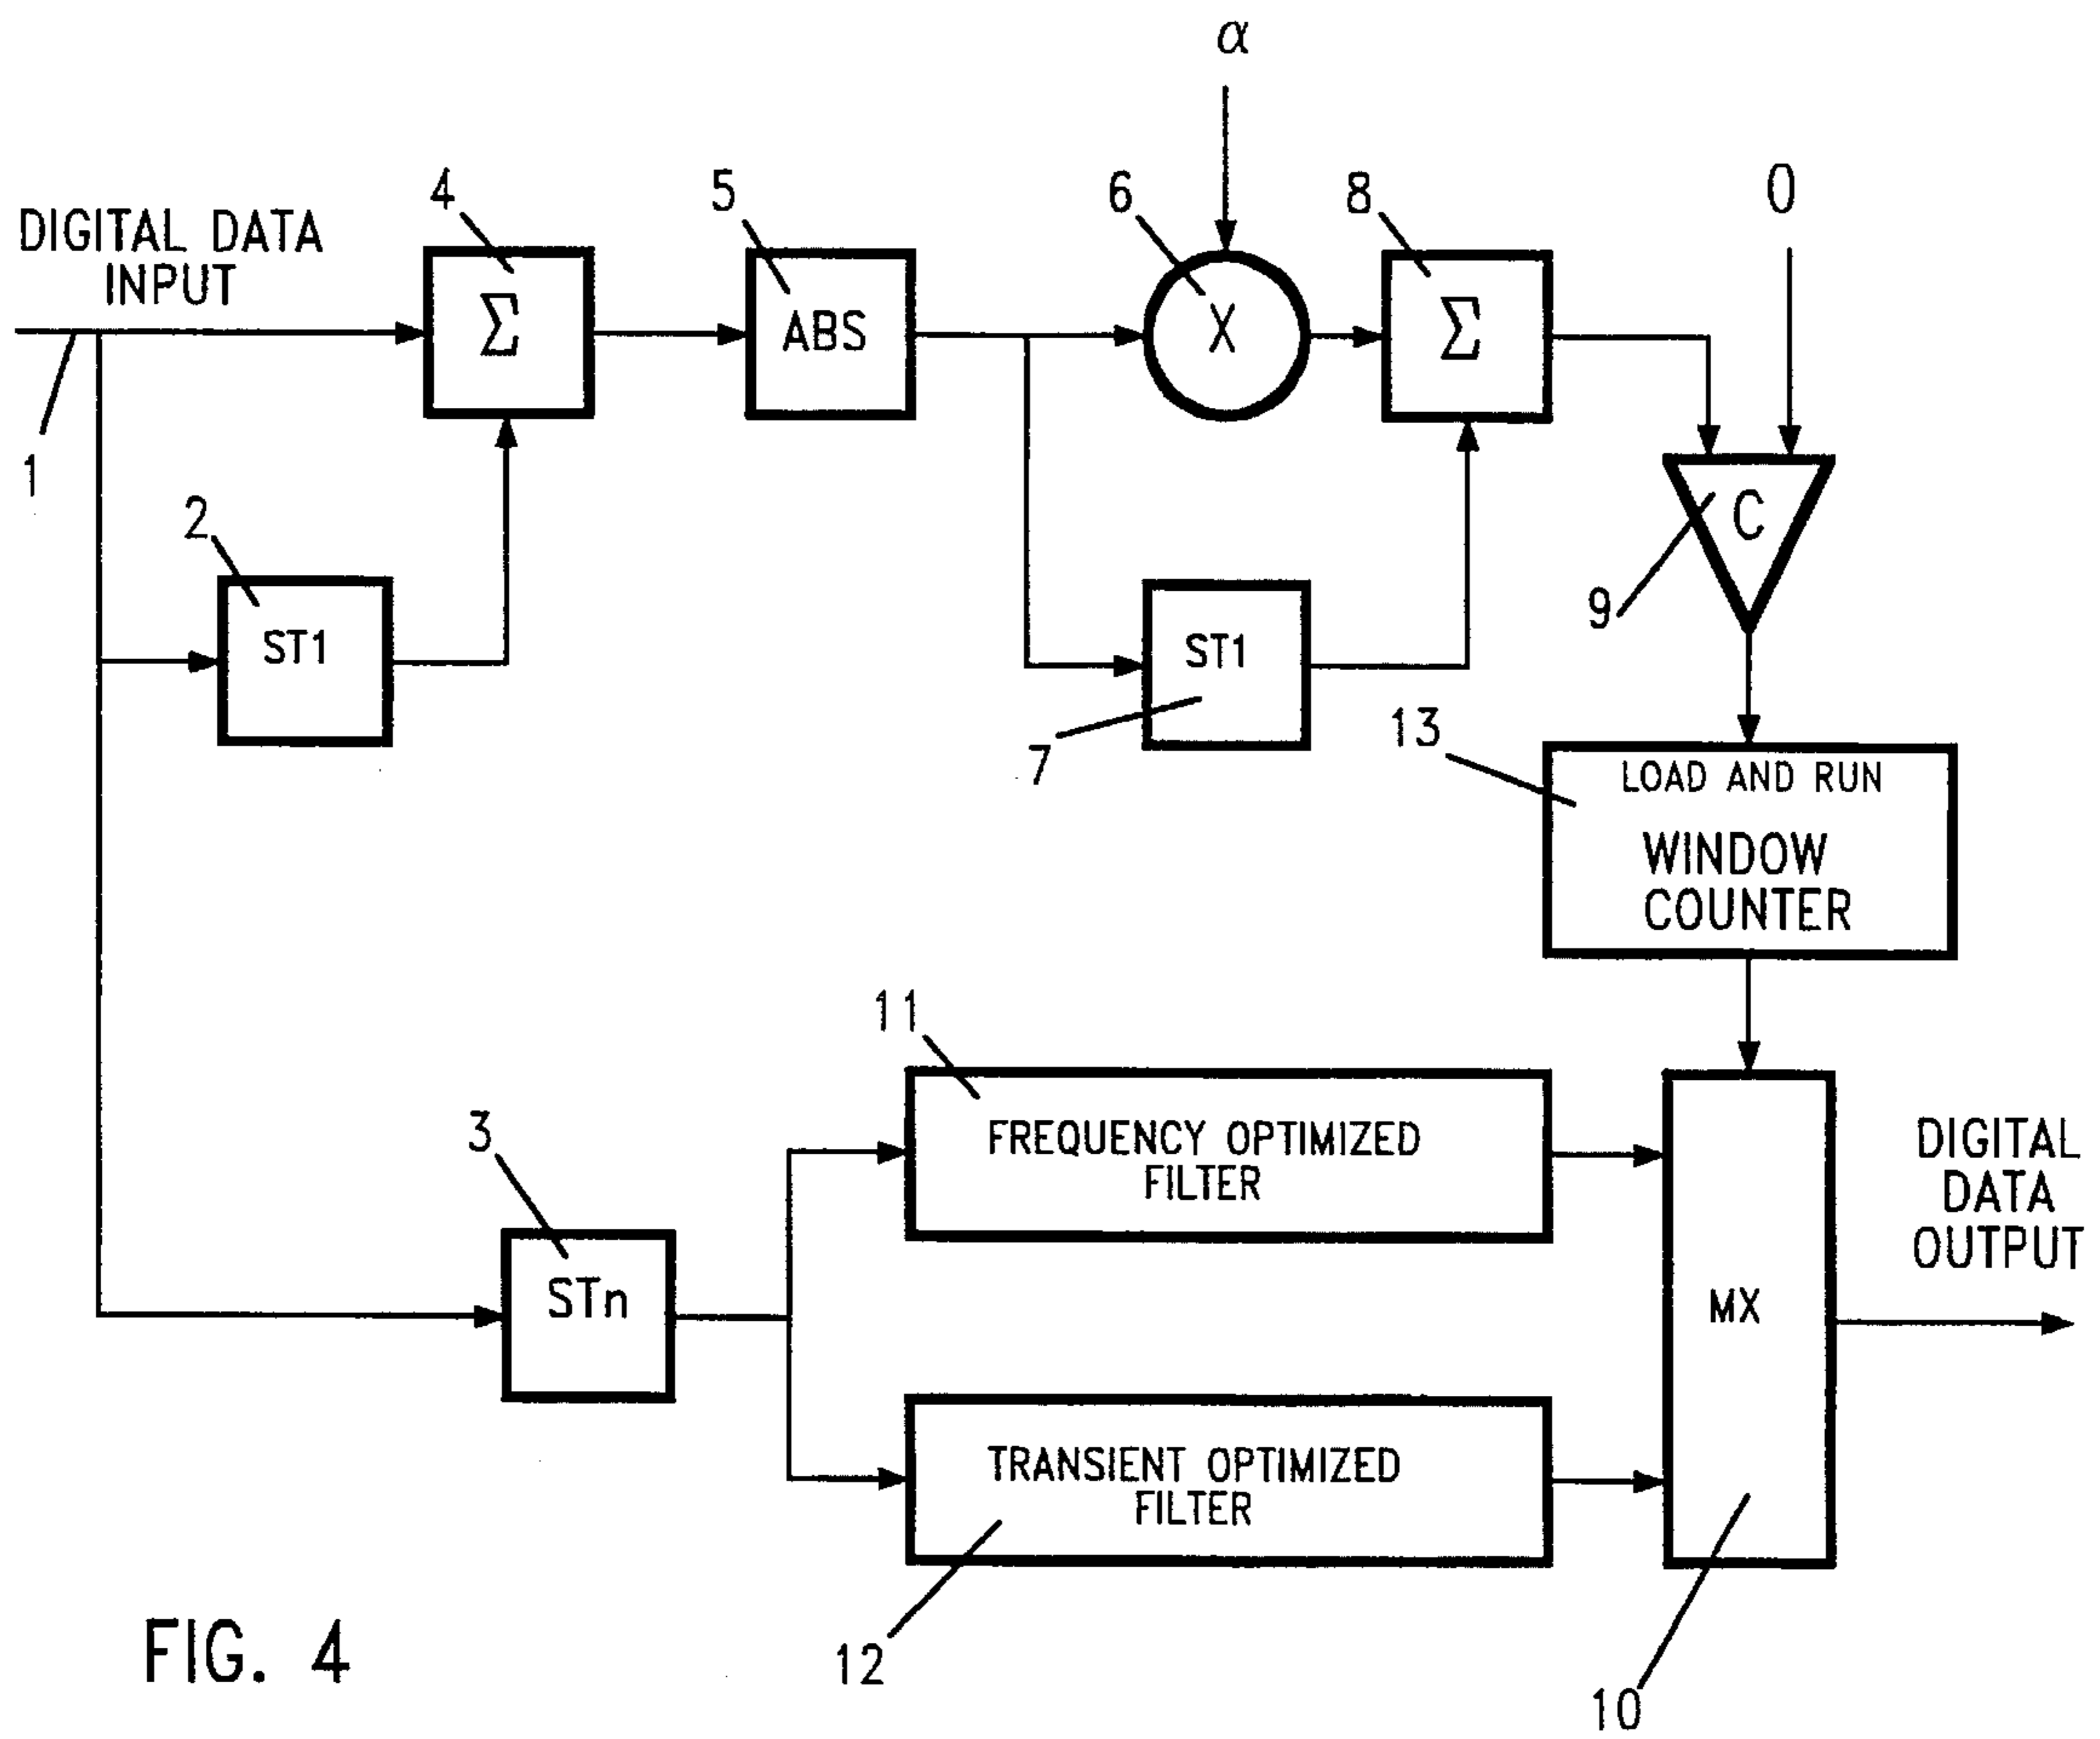 α
0
DIGITAL DATA
INPUT
4
5
6
8
Σ
ABS
X
Σ
1
2
ST1
ST1
7
C
9
13
LOAD AND RUN
WINDOW
COUNTER
11
FREQUENCY OPTIMIZED
FILTER
3
STn
MX
DIGITAL
DATA
OUTPUT
TRANSIENT OPTIMIZED
FILTER
12
10
FIG. 4